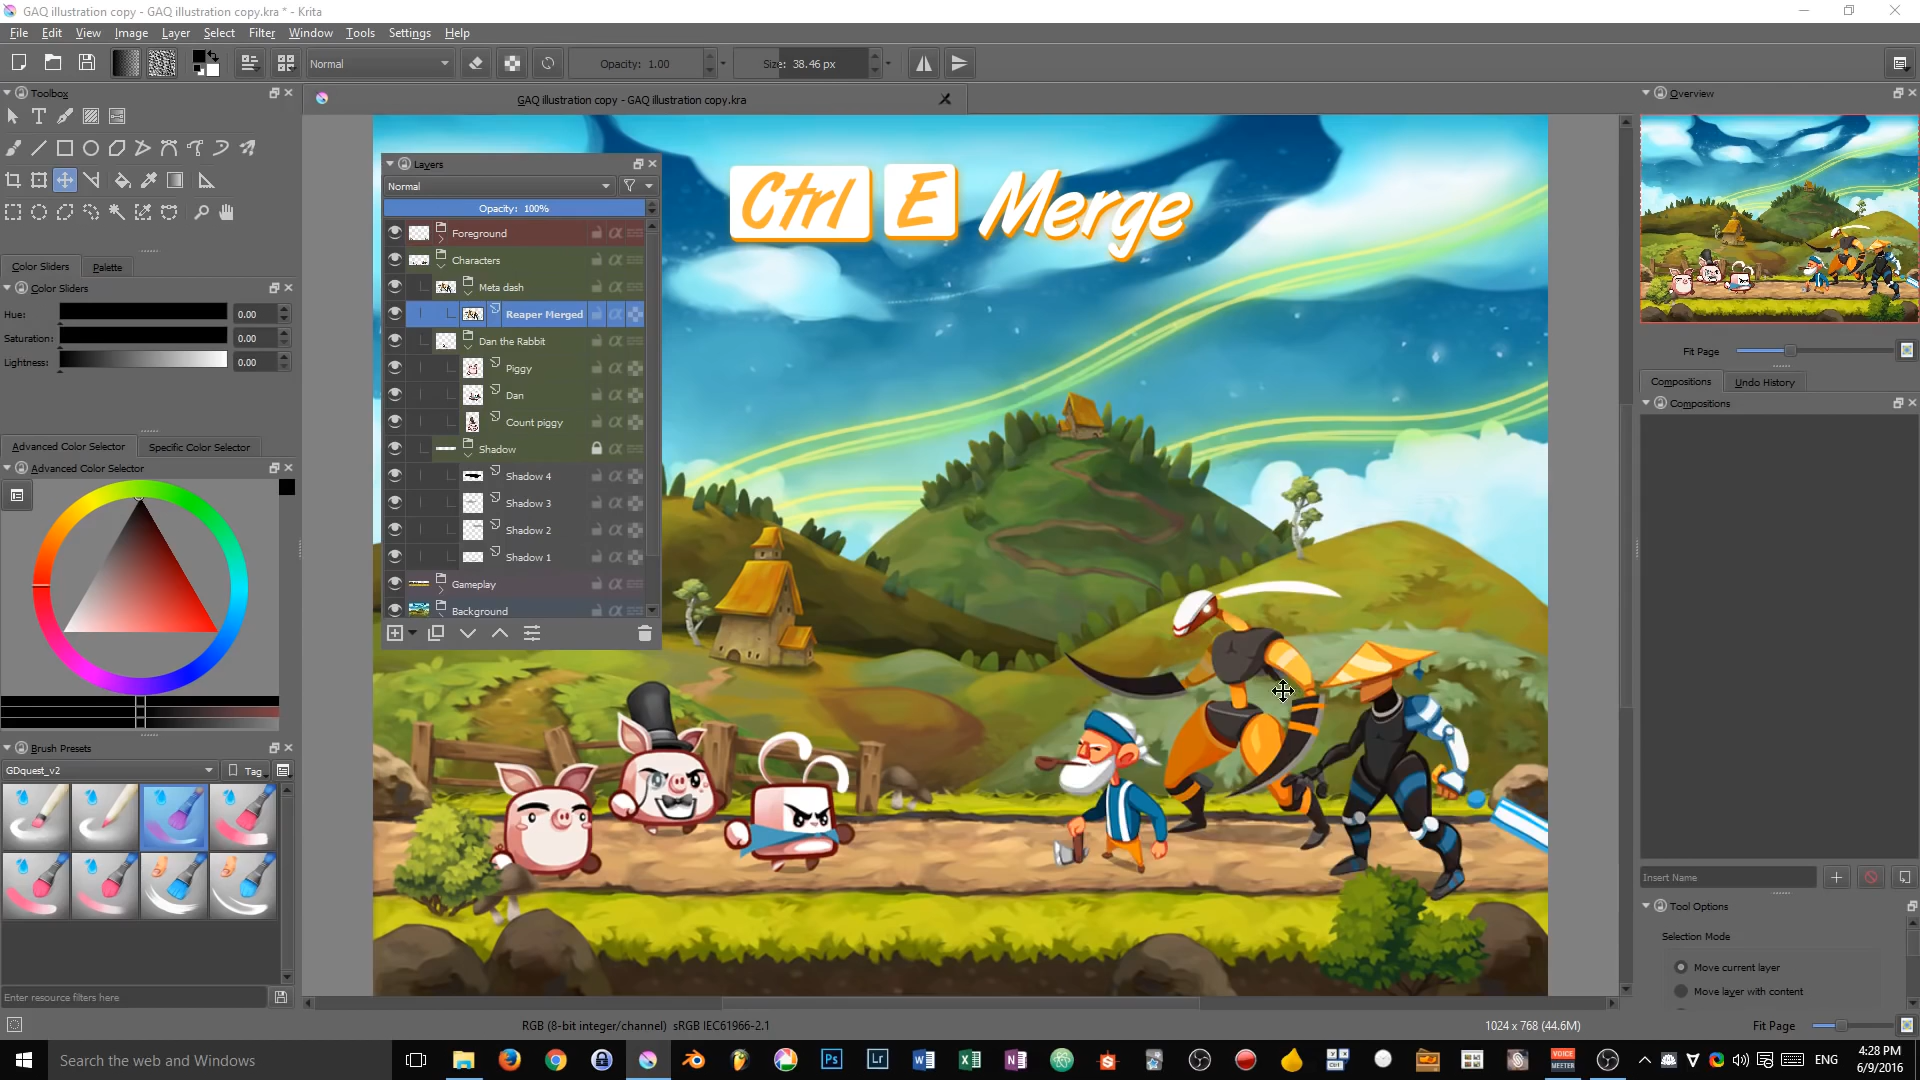 GAQ illustration copy - GAQ illustration copy.kra * - Krita
File Edit View Image Layer Select Filter Window Tools Settings Help
Normal Opacity: 1.00 Size: 38.46 px
Toolbox
GAQ illustration copy - GAQ illustration copy.kra
Overview
Layers
Normal
Opacity: 100%
Foreground
Characters
Meta dash
Reaper Merged
Dan the Rabbit
Piggy
Dan
Count piggy
Shadow
Shadow 4
Shadow 3
Shadow 2
Shadow 1
Gameplay
Background
Ctrl E Merge
Color Sliders Palette
Color Sliders
Hue: 0.00
Saturation: 0.00
Lightness: 0.00
Advanced Color Selector Specific Color Selector
Advanced Color Selector
Brush Presets
GDquest_v2 Tag
Enter resource filters here
Fit Page
Compositions Undo History
Compositions
Insert Name
Tool Options
Selection Mode
Move current layer
Move layer with content
RGB (8-bit integer/channel) sRGB IEC61966-2.1 1024 x 768 (44.6M) Fit Page
Search the web and Windows
Ps Lr
VOICE MEETER
ENG
4:28 PM
6/9/2016